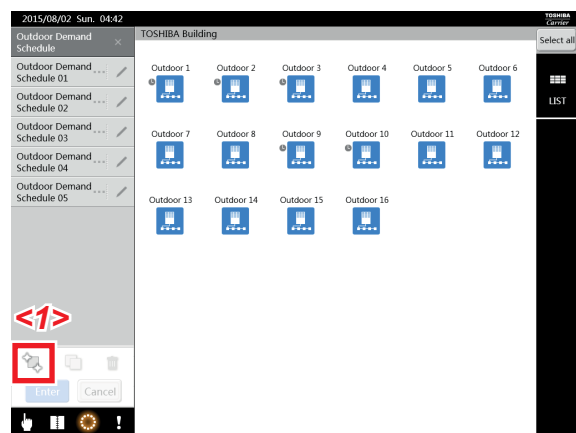 2015/08/02 Sun. 04:42
TOSHIBA
Carrier
Outdoor Demand
Schedule
TOSHIBA Building
Select all
LIST
Outdoor Demand
Schedule 01
Outdoor Demand
Schedule 02
Outdoor Demand
Schedule 03
Outdoor Demand
Schedule 04
Outdoor Demand
Schedule 05
Outdoor 1 Outdoor 2 Outdoor 3 Outdoor 4 Outdoor 5 Outdoor 6
Outdoor 7 Outdoor 8 Outdoor 9 Outdoor 10 Outdoor 11 Outdoor 12
Outdoor 13 Outdoor 14 Outdoor 15 Outdoor 16
<1>
Enter Cancel